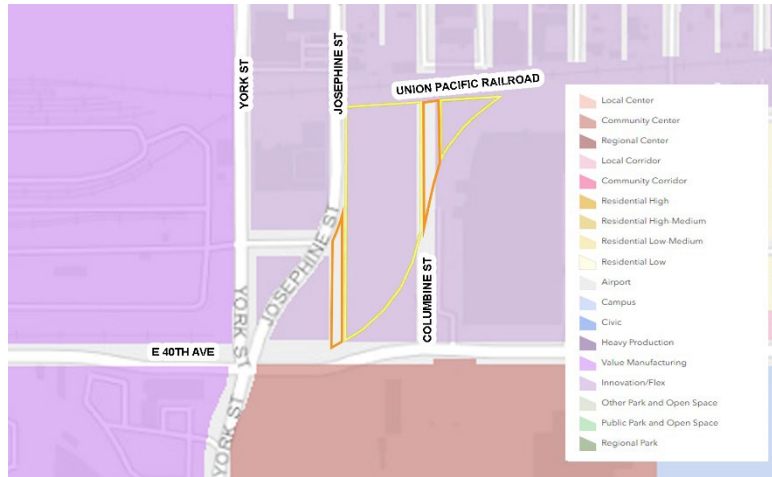 YORK ST
JOSEPHINE ST
UNION PACIFIC RAILROAD
JOSEPHINE ST
YORK ST
COLUMBINE ST
E 40TH AVE
YORK ST
Local Center
Community Center
Regional Center
Local Corridor
Community Corridor
Residential High
Residential High-Medium
Residential Low-Medium
Residential Low
Airport
Campus
Civic
Heavy Production
Value Manufacturing
Innovation/Flex
Other Park and Open Space
Public Park and Open Space
Regional Park